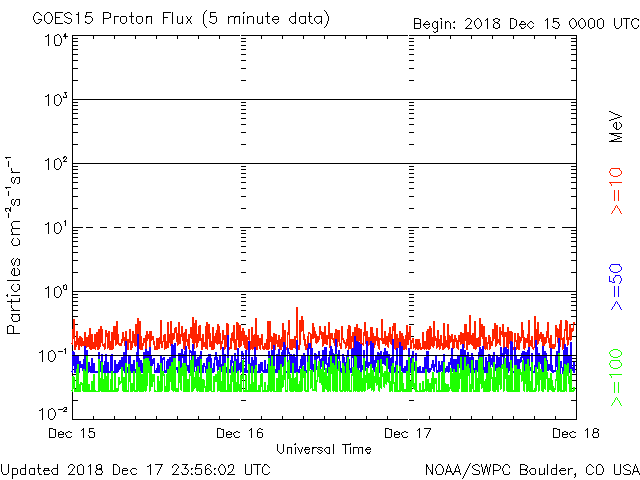 GOES15 Proton Flux (5 minute data)
Begin: 2018 Dec 15 0000 UTC
10⁴
10³
10²
10¹
10⁰
10⁻¹
10⁻²
Particles cm⁻²s⁻¹sr⁻¹
MeV
>=10
>=50
>=100
Dec 15
Dec 16
Dec 17
Dec 18
Universal Time
Updated 2018 Dec 17 23:56:02 UTC
NOAA/SWPC Boulder, CO USA